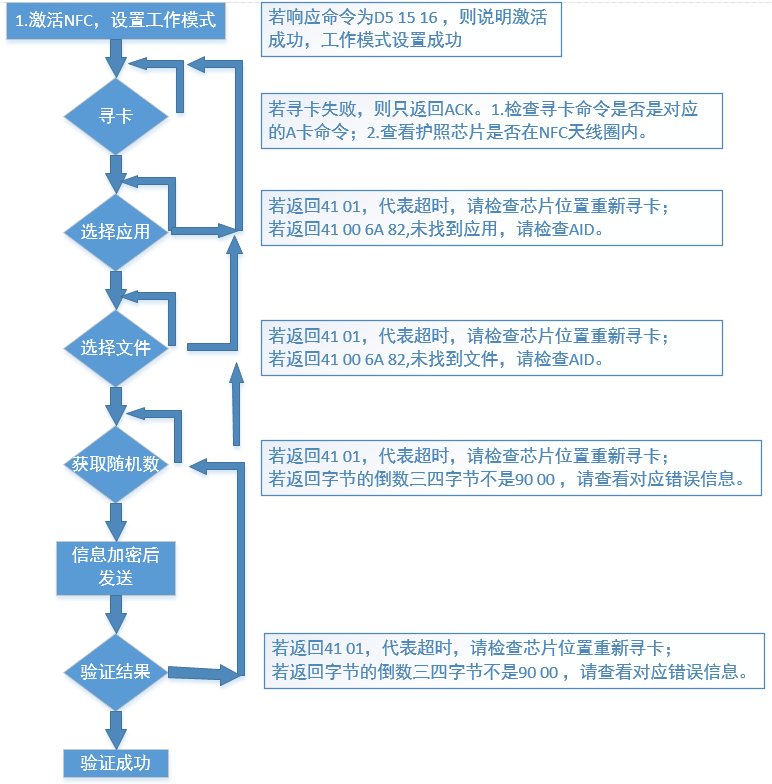 1.激活NFC，设置工作模式
若响应命令为D5 15 16 ，则说明激活
成功，工作模式设置成功
寻卡
若寻卡失败，则只返回ACK。1.检查寻卡命令是否是对应
的A卡命令；2.查看护照芯片是否在NFC天线圈内。
选择应用
若返回41 01，代表超时，请检查芯片位置重新寻卡；
若返回41 00 6A 82,未找到应用，请检查AID。
选择文件
若返回41 01，代表超时，请检查芯片位置重新寻卡；
若返回41 00 6A 82,未找到文件，请检查AID。
获取随机数
若返回41 01，代表超时，请检查芯片位置重新寻卡；
若返回字节的倒数三四字节不是90 00 ，请查看对应错误信息。
信息加密后
发送
验证结果
若返回41 01，代表超时，请检查芯片位置重新寻卡；
若返回字节的倒数三四字节不是90 00 ，请查看对应错误信息。
验证成功